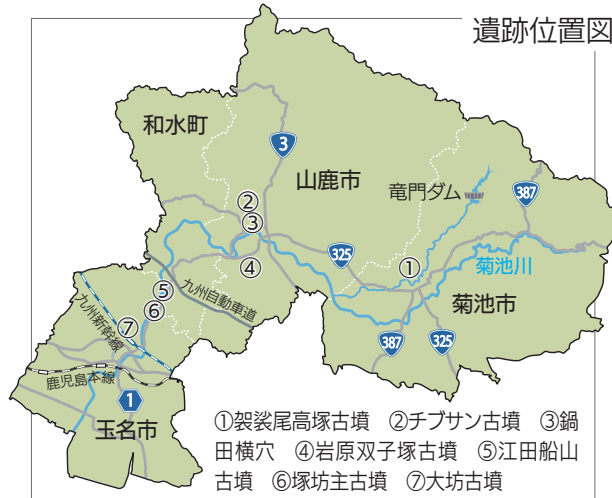 遺跡位置図
和水町
3
山鹿市
竜門ダム
387
②
③
①
325
④
菊池川
⑤
九州自動車道
菊池市
⑥
⑦
九州新幹線
387
325
鹿児島本線
1
玉名市
①袈裟尾高塚古墳 ②チブサン古墳 ③鍋
田横穴 ④岩原双子塚古墳 ⑤江田船山
古墳 ⑥塚坊主古墳 ⑦大坊古墳